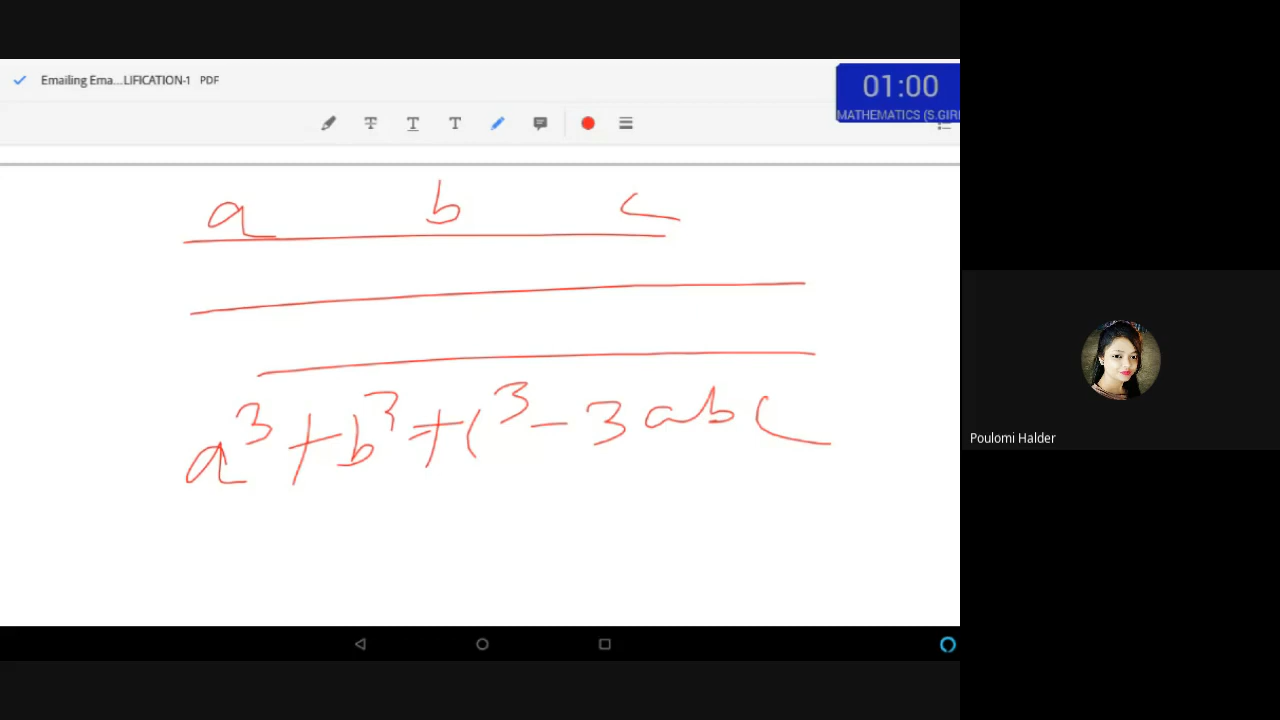 Emailing Ema...LIFICATION-1 PDF
01:00
MATHEMATICS (S.GIRI
a b c
a³ + b³ + c³ - 3abc
Poulomi Halder